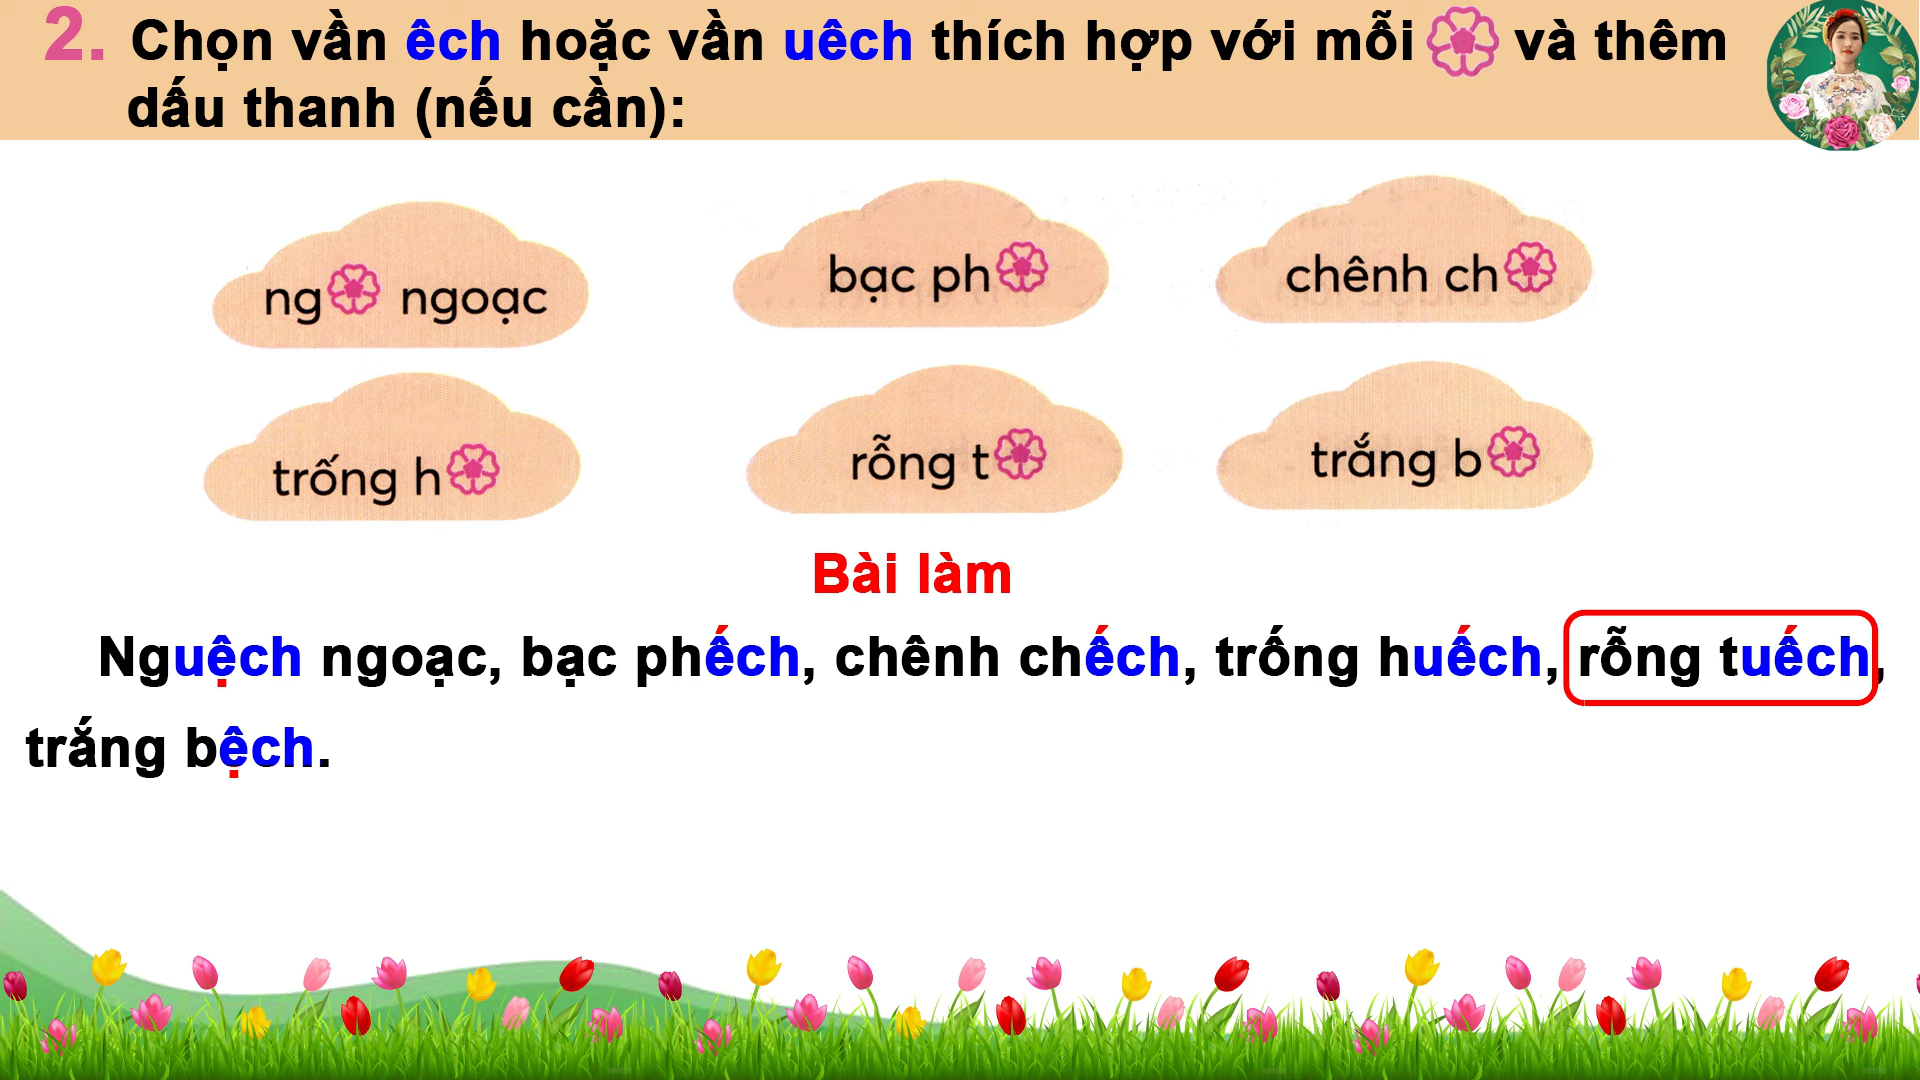 2. Chọn vần êch hoặc vần uêch thích hợp với mỗi và thêm
dấu thanh (nếu cần):
ng ngoạc
bạc ph
chênh ch
trống h
rỗng t
trắng b
Bài làm
Nguệch ngoạc, bạc phếch, chênh chếch, trống huếch, rỗng tuếch,
trắng bệch.